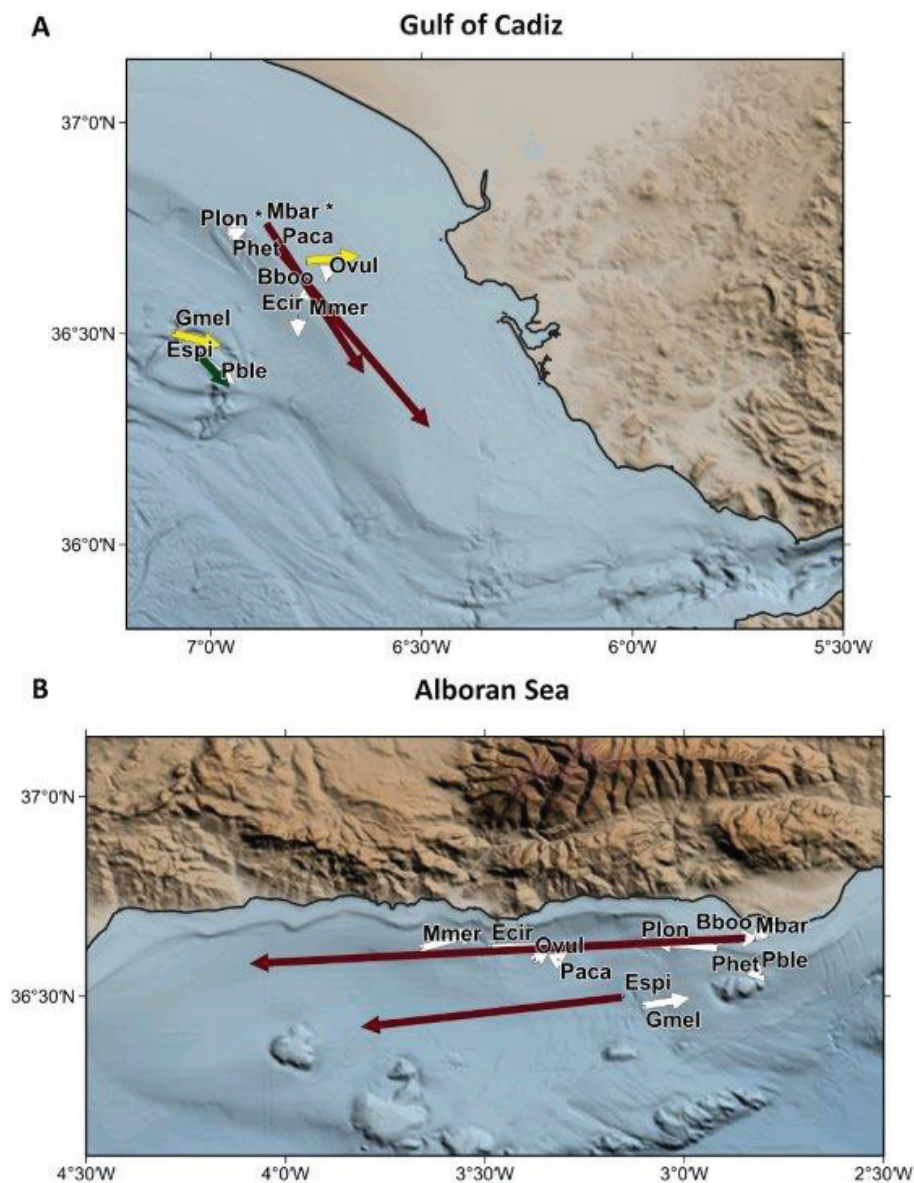 A
Gulf of Cadiz
37°0'N
Plon * Mbar *
Phet Paca
Bboo Ovul
Ecir Mmer
36°30'N
Gmel
Espi
Pble
36°0'N
7°0'W 6°30'W 6°0'W 5°30'W
B
Alboran Sea
37°0'N
Mmer Ecir Plon Bboo Mbar
Ovul
Paca Phet Pble
36°30'N
Espi
Gmel
4°30'W 4°0'W 3°30'W 3°0'W 2°30'W